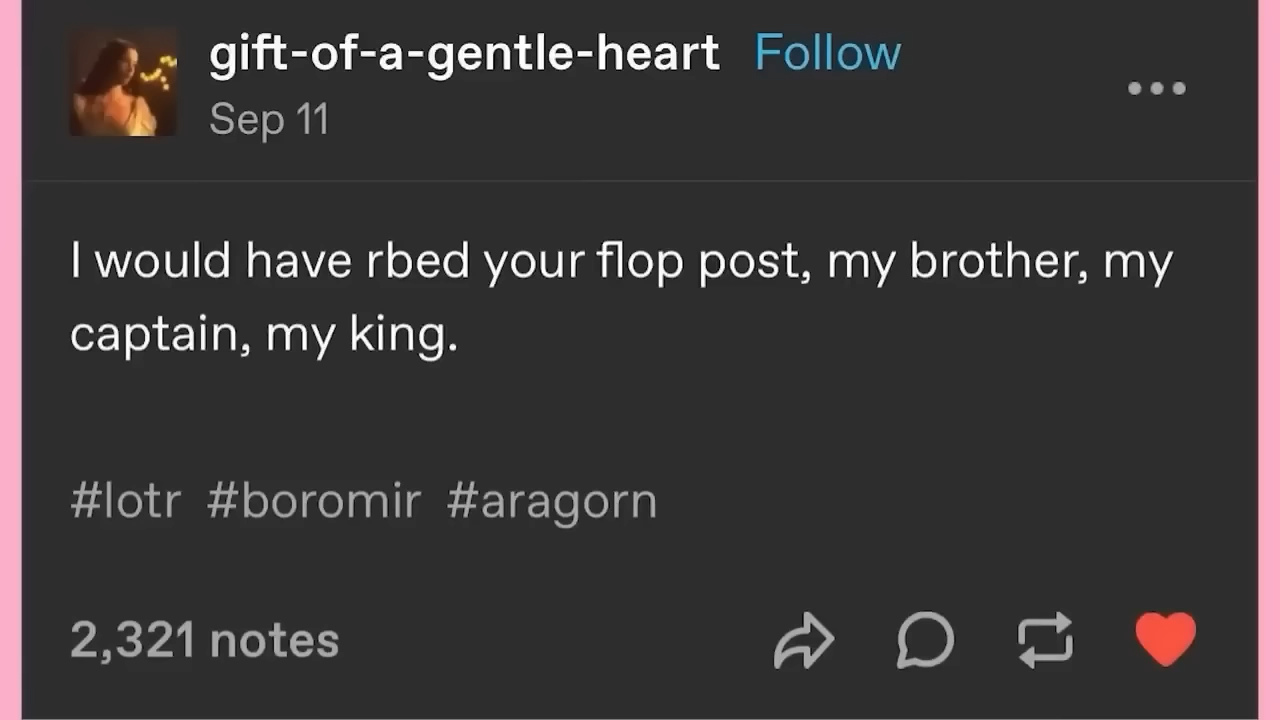 gift-of-a-gentle-heart Follow
Sep 11
I would have rbed your flop post, my brother, my
captain, my king.
#lotr #boromir #aragorn
2,321 notes